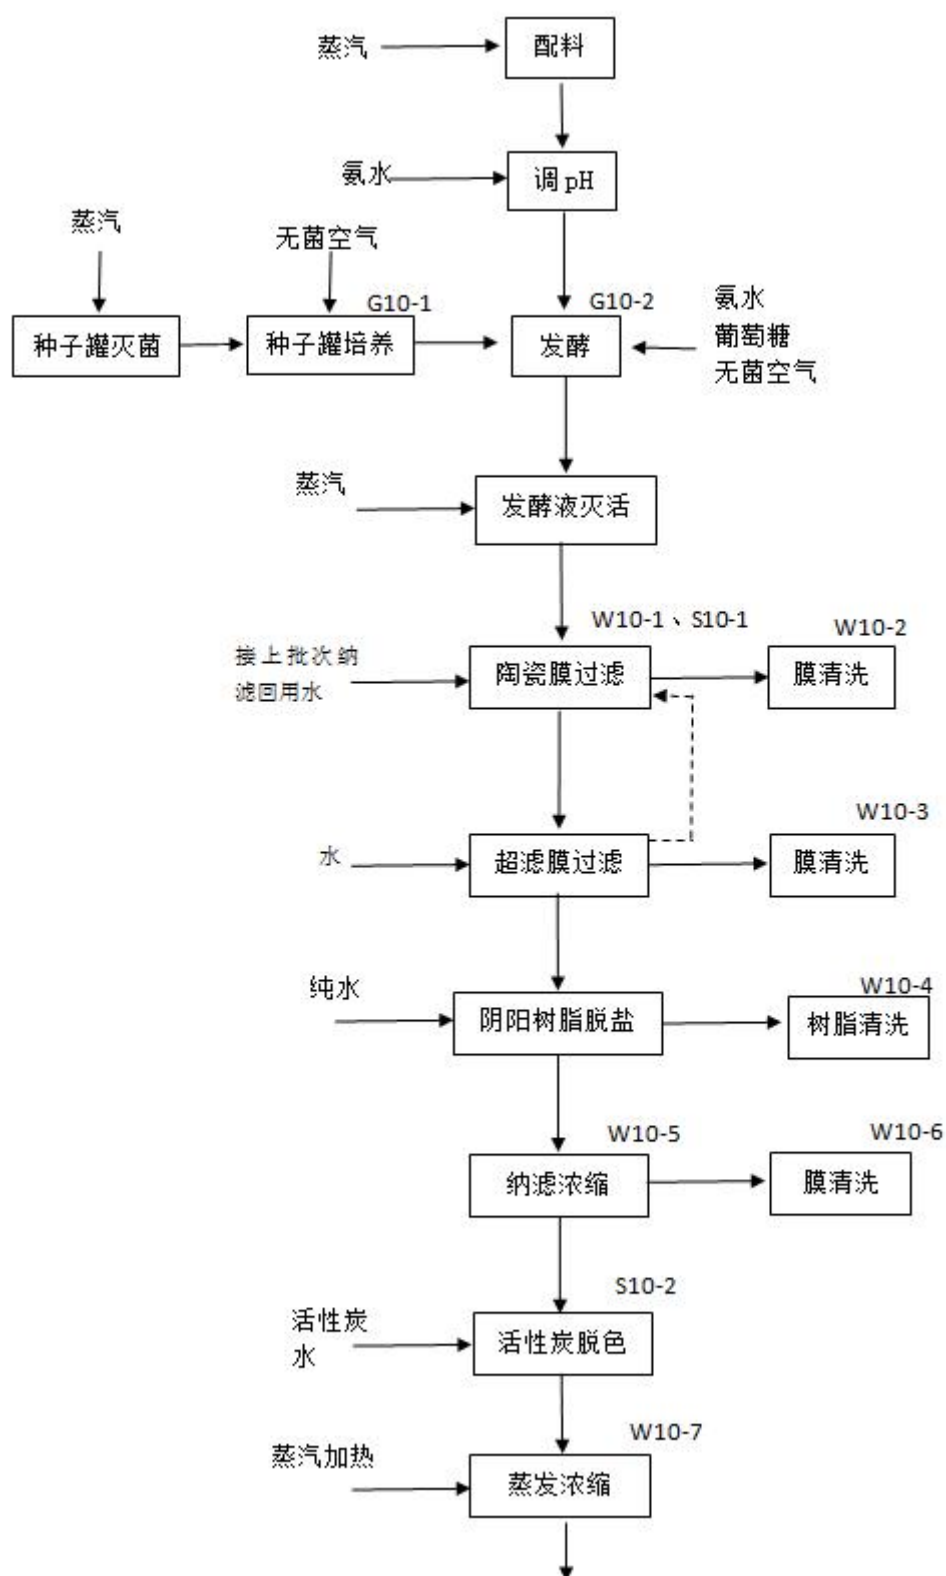 蒸汽
配料
氨水
调pH
蒸汽
无菌空气
G10-1
G10-2
氨水
葡萄糖
无菌空气
种子罐灭菌
种子罐培养
发酵
蒸汽
发酵液灭活
W10-1、S10-1
W10-2
接上批次纳
滤回用水
陶瓷膜过滤
膜清洗
W10-3
水
超滤膜过滤
膜清洗
纯水
W10-4
阴阳树脂脱盐
树脂清洗
W10-5
W10-6
纳滤浓缩
膜清洗
S10-2
活性炭
水
活性炭脱色
W10-7
蒸汽加热
蒸发浓缩